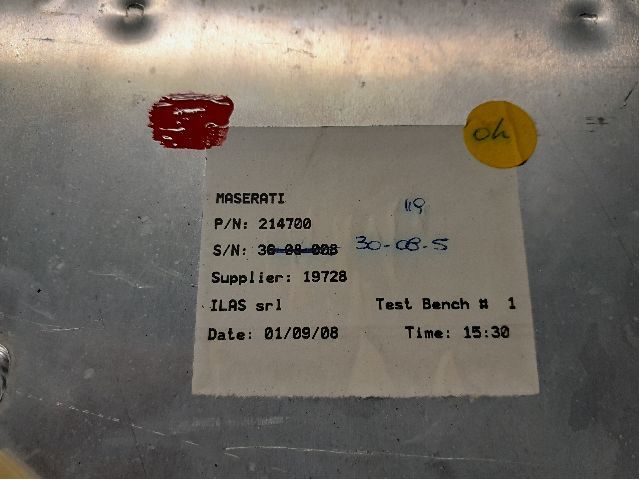 oh
119
MASERATI
P/N: 214700
S/N: 30-08-008 30-08-5
Supplier: 19728
ILAS srl Test Bench # 1
Date: 01/09/08 Time: 15:30